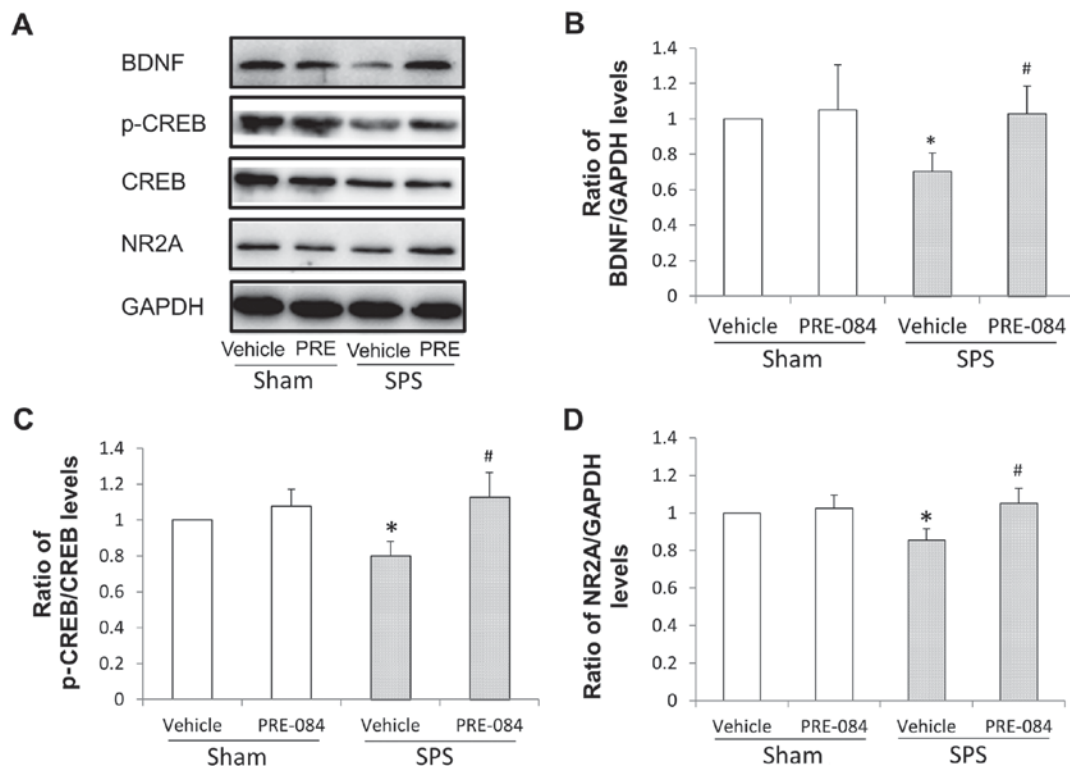 A
BDNF
p-CREB
CREB
NR2A
GAPDH
Vehicle PRE Vehicle PRE
Sham SPS
B
Ratio of
BDNF/GAPDH levels
1.4
1.2
1
0.8
0.6
0.4
0.2
0
*
#
Vehicle PRE-084 Vehicle PRE-084
Sham SPS
C
Ratio of
p-CREB/CREB levels
1.4
1.2
1
0.8
0.6
0.4
0.2
0
*
#
Vehicle PRE-084 Vehicle PRE-084
Sham SPS
D
Ratio of NR2A/GAPDH
levels
1.4
1.2
1
0.8
0.6
0.4
0.2
0
*
#
Vehicle PRE-084 Vehicle PRE-084
Sham SPS